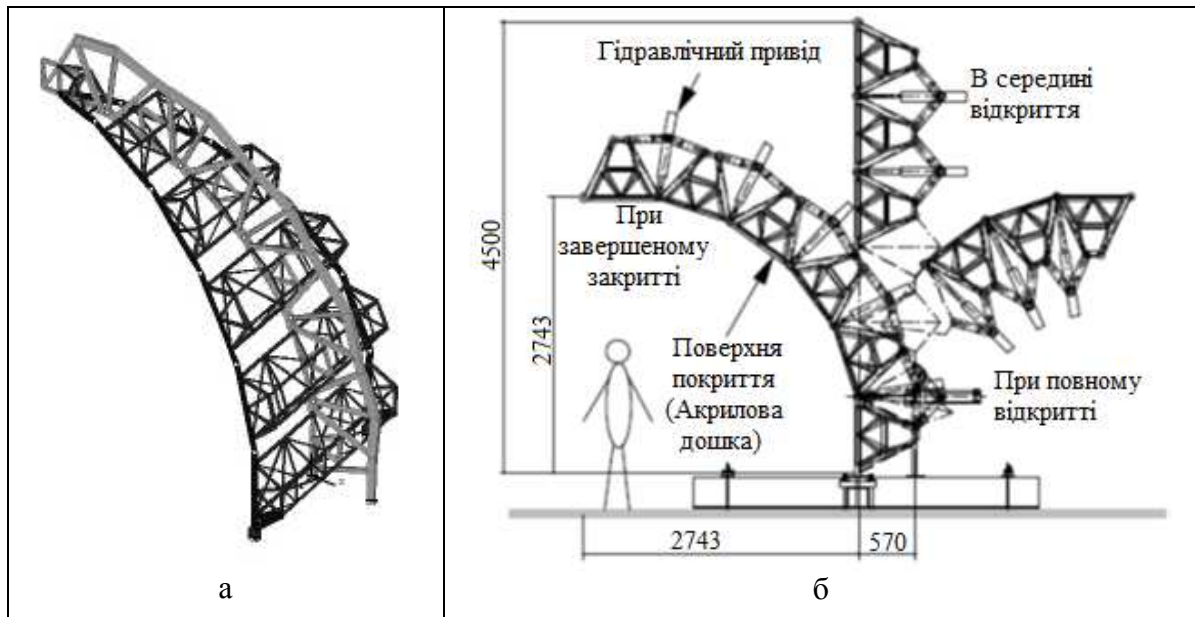 Гідравлічний привід
В середині
відкриття
При
завершеному
закритті
4500
2743
Поверхня
покриття
(Акрилова
дошка)
При повному
відкритті
2743
570
а
б